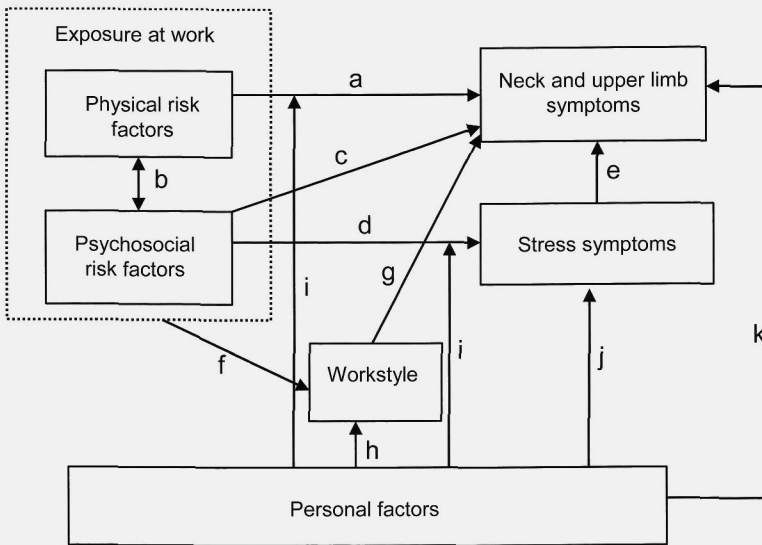 Exposure at work
Physical risk
factors
a
Neck and upper limb
symptoms
b
c
e
Psychosocial
risk factors
d
Stress symptoms
g
i
f
Workstyle
i
j
k
h
Personal factors